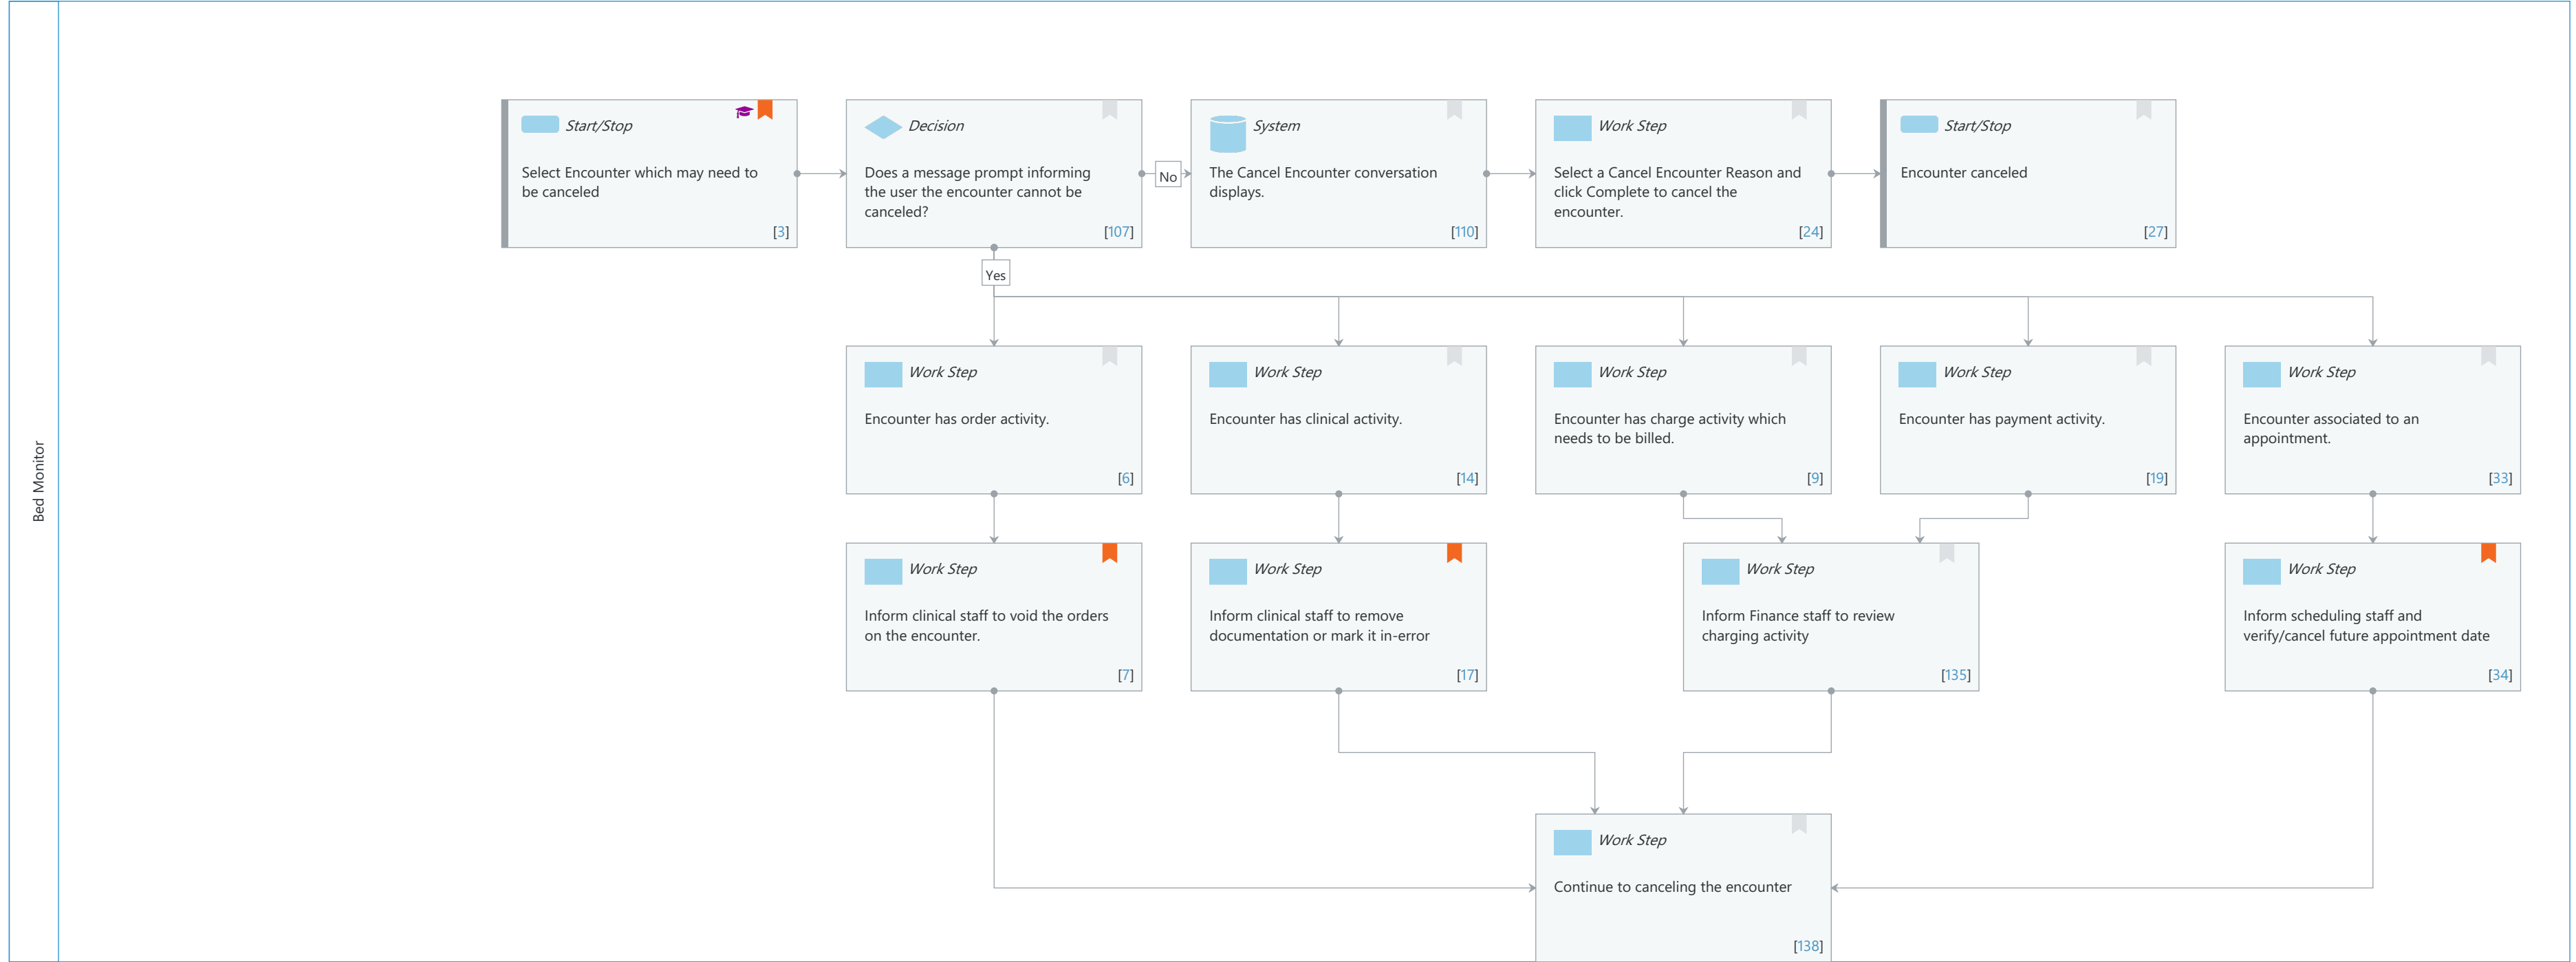 Bed Monitor
Start/Stop
Select Encounter which may need to
be canceled
[3]
Decision
Does a message prompt informing
the user the encounter cannot be
canceled?
[107]
No
System
The Cancel Encounter conversation
displays.
[110]
Work Step
Select a Cancel Encounter Reason and
click Complete to cancel the
encounter.
[24]
Start/Stop
Encounter canceled
[27]
Yes
Work Step
Encounter has order activity.
[6]
Work Step
Encounter has clinical activity.
[14]
Work Step
Encounter has charge activity which
needs to be billed.
[9]
Work Step
Encounter has payment activity.
[19]
Work Step
Encounter associated to an
appointment.
[33]
Work Step
Inform clinical staff to void the orders
on the encounter.
[7]
Work Step
Inform clinical staff to remove
documentation or mark it in-error
[17]
Work Step
Inform Finance staff to review
charging activity
[135]
Work Step
Inform scheduling staff and
verify/cancel future appointment date
[34]
Work Step
Continue to canceling the encounter
[138]